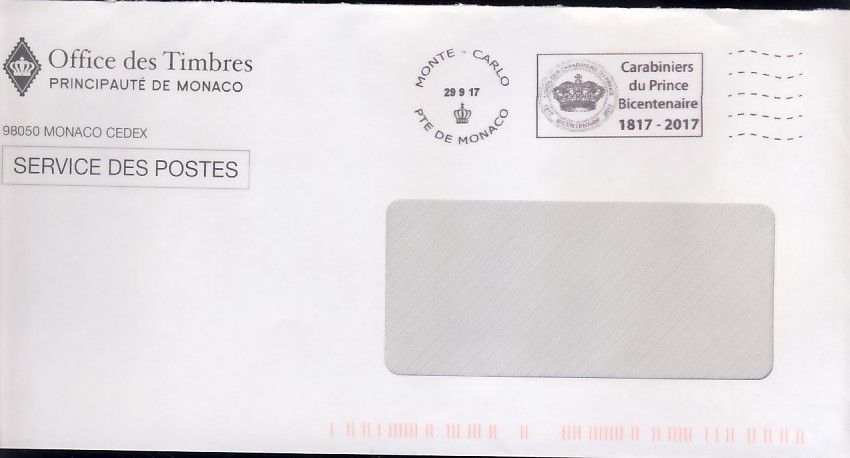 Office des Timbres
PRINCIPAUTÉ DE MONACO
98050 MONACO CEDEX
SERVICE DES POSTES
MONTE - CARLO
29 9 17
PTE DE MONACO
Carabiniers
du Prince
Bicentenaire
1817 - 2017